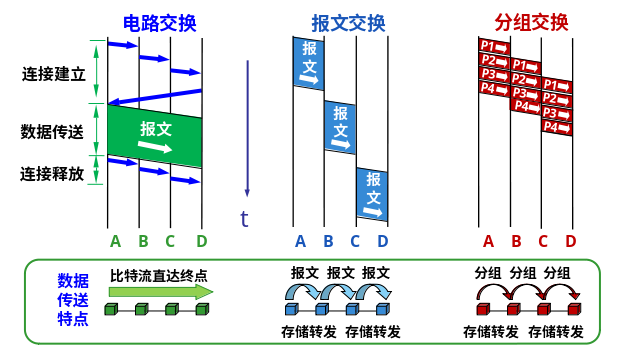 电路交换
报文交换
分组交换
连接建立
数据传送
连接释放
报文
报
文
报
文
报
文
P1
P2
P3
P4
P1
P2
P3
P4
P1
P2
P3
P4
t
A B C D
A B C D
A B C D
数据
传送
特点
比特流直达终点
报文 报文 报文
存储转发 存储转发
分组 分组 分组
存储转发 存储转发